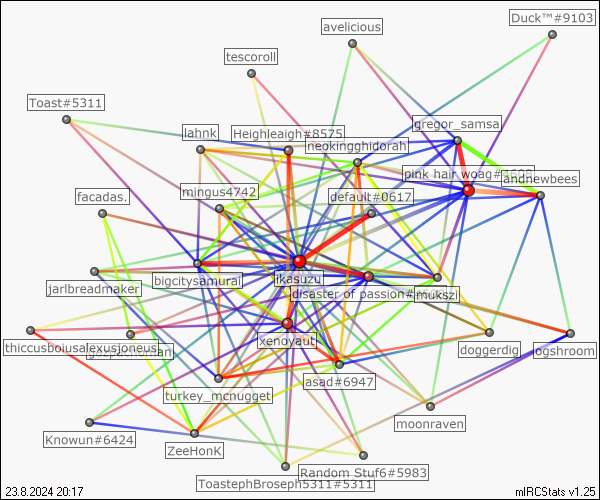 Duck™#9103
avelicious
tescoroll
Toast#5311
gregor_samsa
lahnk
Heighleaigh#8575
neokingghidorah
pink hair woag#4698
andnewbees
mingus4742
default#0617
facadas.
ikasuzu
bigcitysamurai
jarlbreadmaker
disaster of passion#
mukszi
xenoyaut
thiccusboiusalexusjoneus
doggerdig
ogshroom
asad#6947
turkey_mcnugget
moonraven
Knowun#6424
ZeeHonK
Random Stuf6#5983
ToastephBroseph5311#5311
23.8.2024 20:17
mIRCStats v1.25